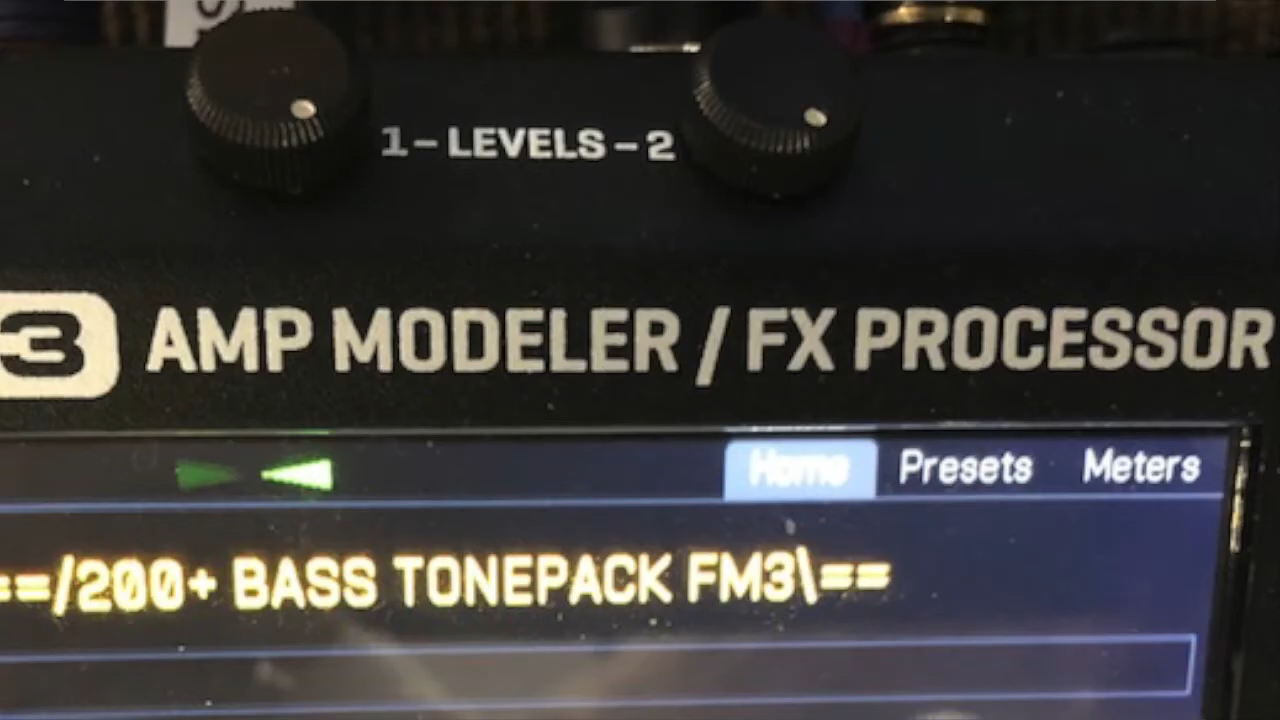 1-LEVELS-2
3 AMP MODELER / FX PROCESSOR
Home Presets Meters
==/200+ BASS TONEPACK FM3\==